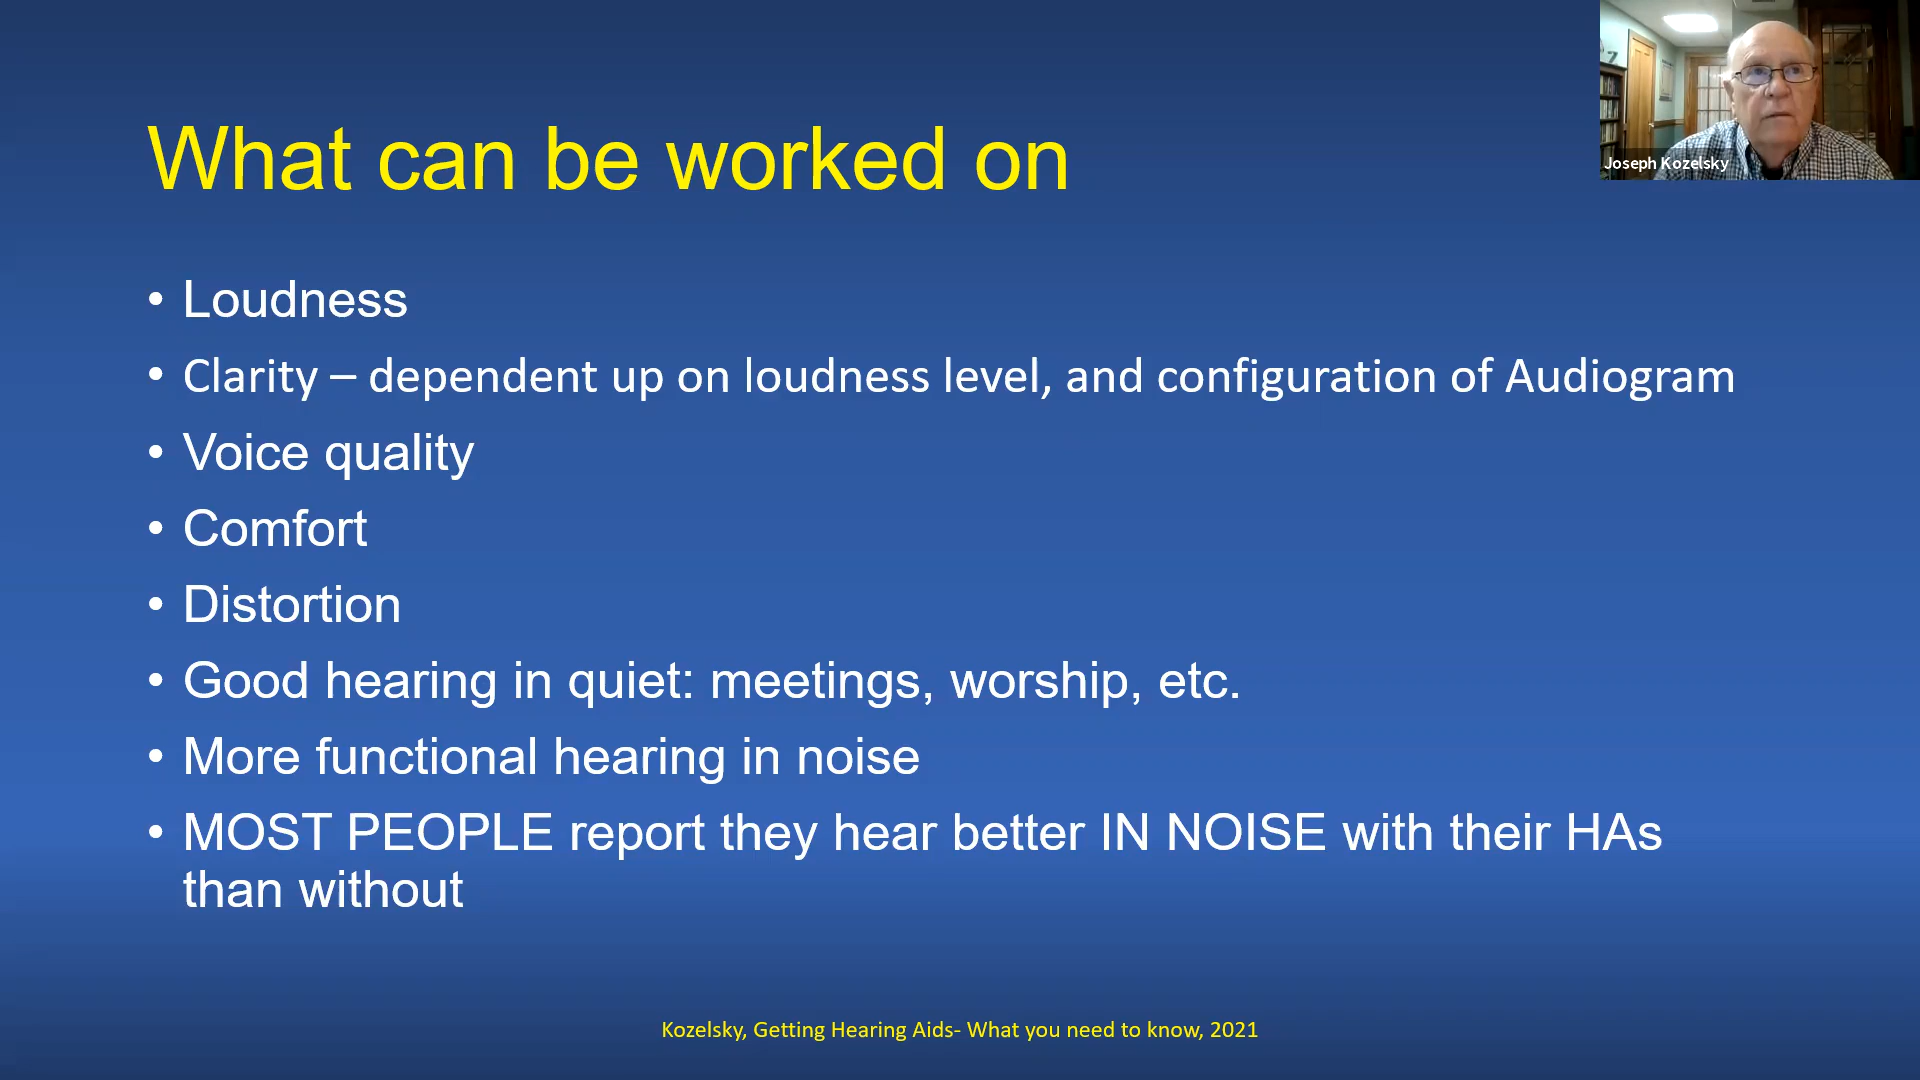 What can be worked on
Joseph Kozelsky
• Loudness
• Clarity – dependent up on loudness level, and configuration of Audiogram
• Voice quality
• Comfort
• Distortion
• Good hearing in quiet: meetings, worship, etc.
• More functional hearing in noise
• MOST PEOPLE report they hear better IN NOISE with their HAs
than without
Kozelsky, Getting Hearing Aids- What you need to know, 2021